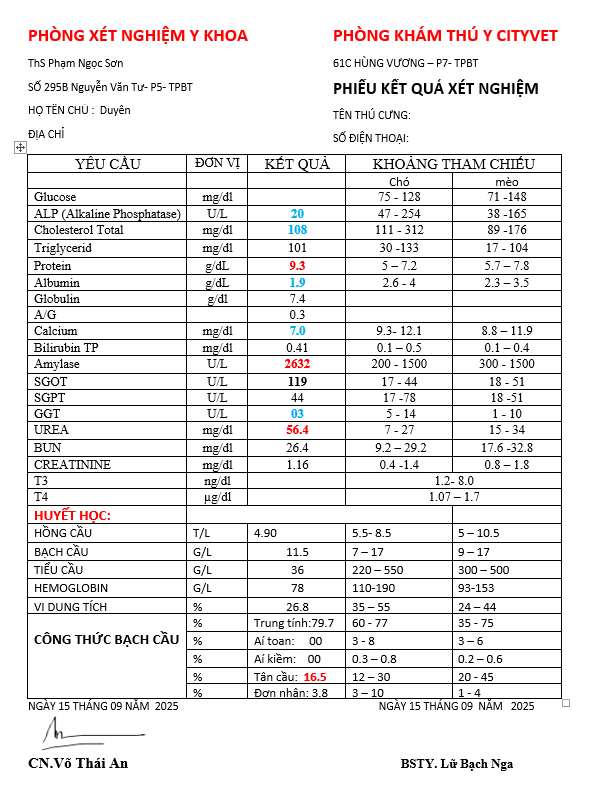 PHÒNG XÉT NGHIỆM Y KHOA PHÒNG KHÁM THÚ Y CITYVET
ThS Phạm Ngọc Sơn 61C HÙNG VƯƠNG – P7- TPBT
SỐ 295B Nguyễn Văn Tư- P5- TPBT PHIẾU KẾT QUẢ XÉT NGHIỆM
HỌ TÊN CHỦ : Duyên TÊN THÚ CƯNG:
ĐỊA CHỈ SỐ ĐIỆN THOẠI:
YÊU CẦU ĐƠN VỊ KẾT QUẢ KHOẢNG THAM CHIẾU
Chó mèo
Glucose mg/dl 75 - 128 71 -148
ALP (Alkaline Phosphatase) U/L 20 47 - 254 38 -165
Cholesterol Total mg/dl 108 111 - 312 89 -176
Triglycerid mg/dl 101 30 -133 17 - 104
Protein g/dL 9.3 5 – 7.2 5.7 – 7.8
Albumin g/dL 1.9 2.6 - 4 2.3 – 3.5
Globulin g/dl 7.4
A/G 0.3
Calcium mg/dl 7.0 9.3- 12.1 8.8 – 11.9
Bilirubin TP mg/dl 0.41 0.1 – 0.5 0.1 – 0.4
Amylase U/L 2632 200 - 1500 300 - 1500
SGOT U/L 119 17 - 44 18 - 51
SGPT U/L 44 17 -78 18 -51
GGT U/L 03 5 - 14 1 - 10
UREA mg/dl 56.4 7 - 27 15 - 34
BUN mg/dl 26.4 9.2 – 29.2 17.6 -32.8
CREATININE mg/dl 1.16 0.4 -1.4 0.8 – 1.8
T3 ng/dl 1.2- 8.0
T4 µg/dl 1.07 – 1.7
HUYẾT HỌC:
HỒNG CẦU T/L 4.90 5.5- 8.5 5 – 10.5
BẠCH CẦU G/L 11.5 7 – 17 9 – 17
TIỂU CẦU G/L 36 220 – 550 300 – 500
HEMOGLOBIN G/L 78 110-190 93-153
VI DUNG TÍCH % 26.8 35 – 55 24 – 44
CÔNG THỨC BẠCH CẦU % Trung tính:79.7 60 - 77 35 - 75
% Aí toan: 00 3 - 8 3 – 6
% Aí kiềm: 00 0.3 – 0.8 0.2 – 0.6
% Tân cầu: 16.5 12 – 30 20 - 45
% Đơn nhân: 3.8 3 – 10 1 - 4
NGÀY 15 THÁNG 09 NĂM 2025 NGÀY 15 THÁNG 09 NĂM 2025
CN.Võ Thái An BSTY. Lữ Bạch Nga